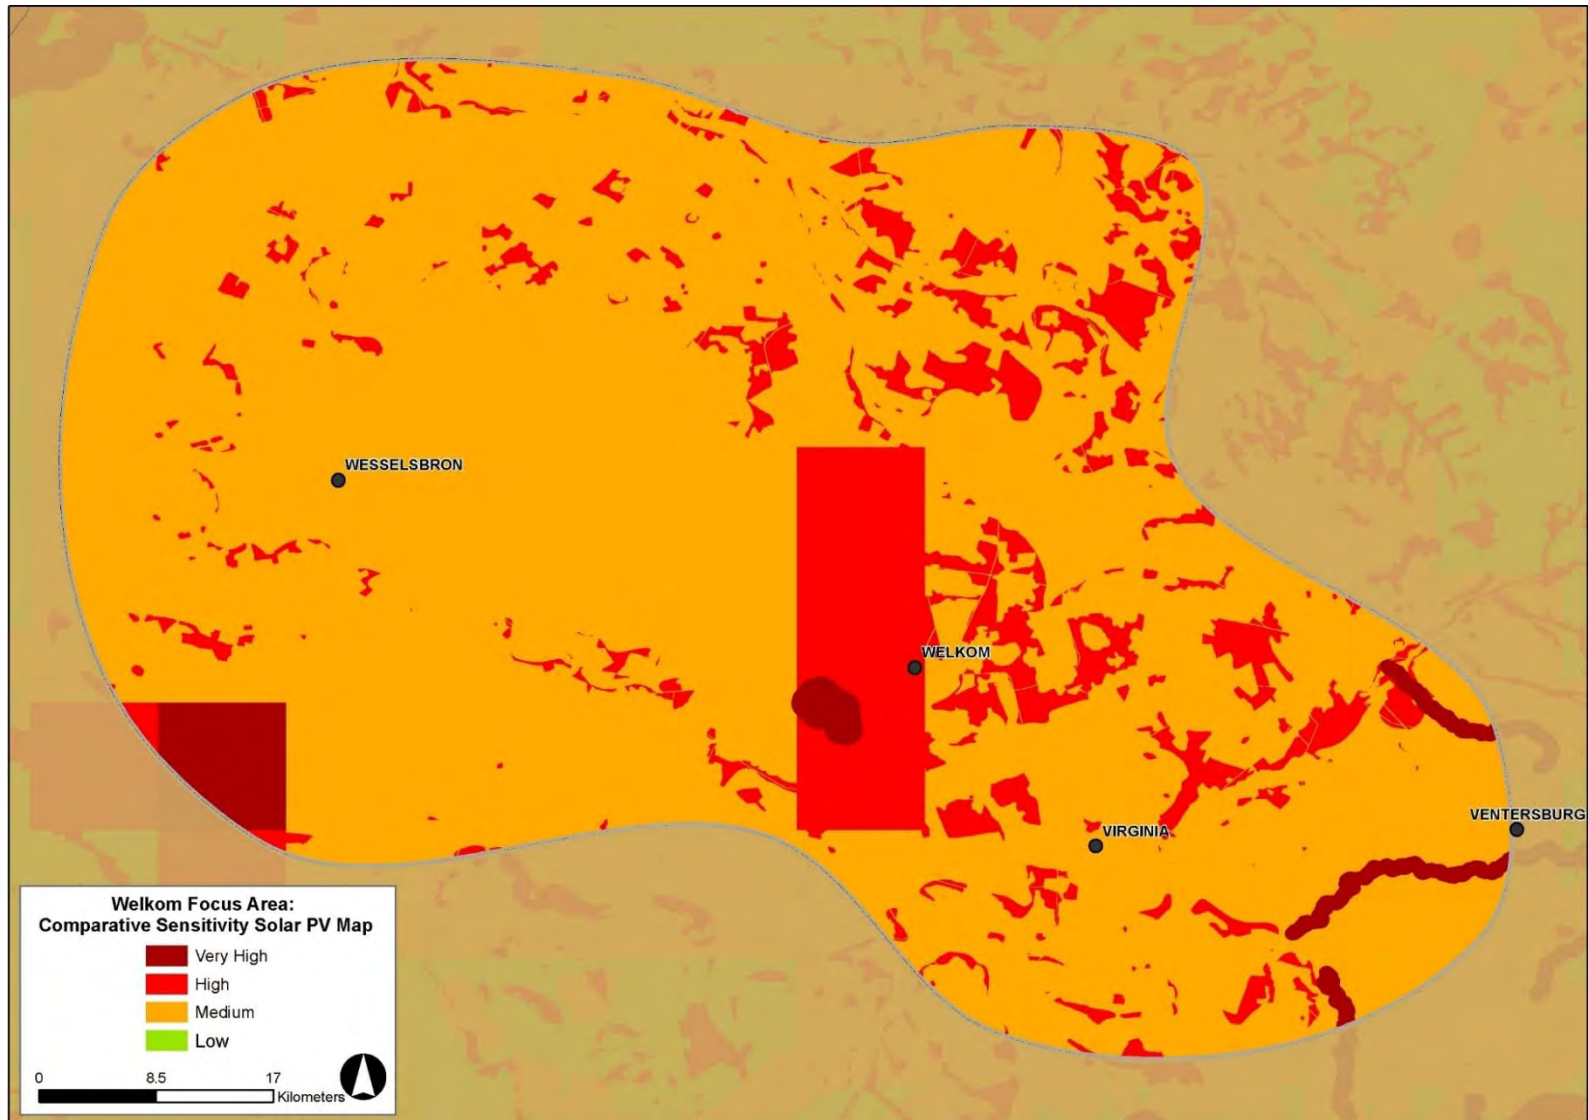 WESSELSBRON
WELKOM
VENTERSBURG
VIRGINIA
Welkom Focus Area:
Comparative Sensitivity Solar PV Map
Very High
High
Medium
Low
0 8.5 17
Kilometers